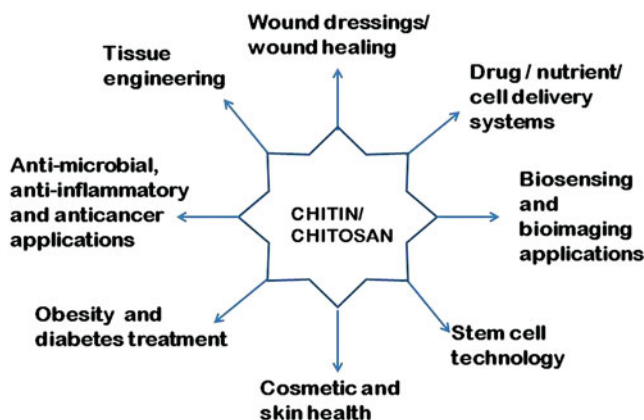 Wound dressings/
wound healing
Tissue
engineering
Drug / nutrient/
cell delivery
systems
Anti-microbial,
anti-inflammatory
and anticancer
applications
CHITIN/
CHITOSAN
Biosensing
and
bioimaging
applications
Obesity and
diabetes treatment
Stem cell
technology
Cosmetic and
skin health